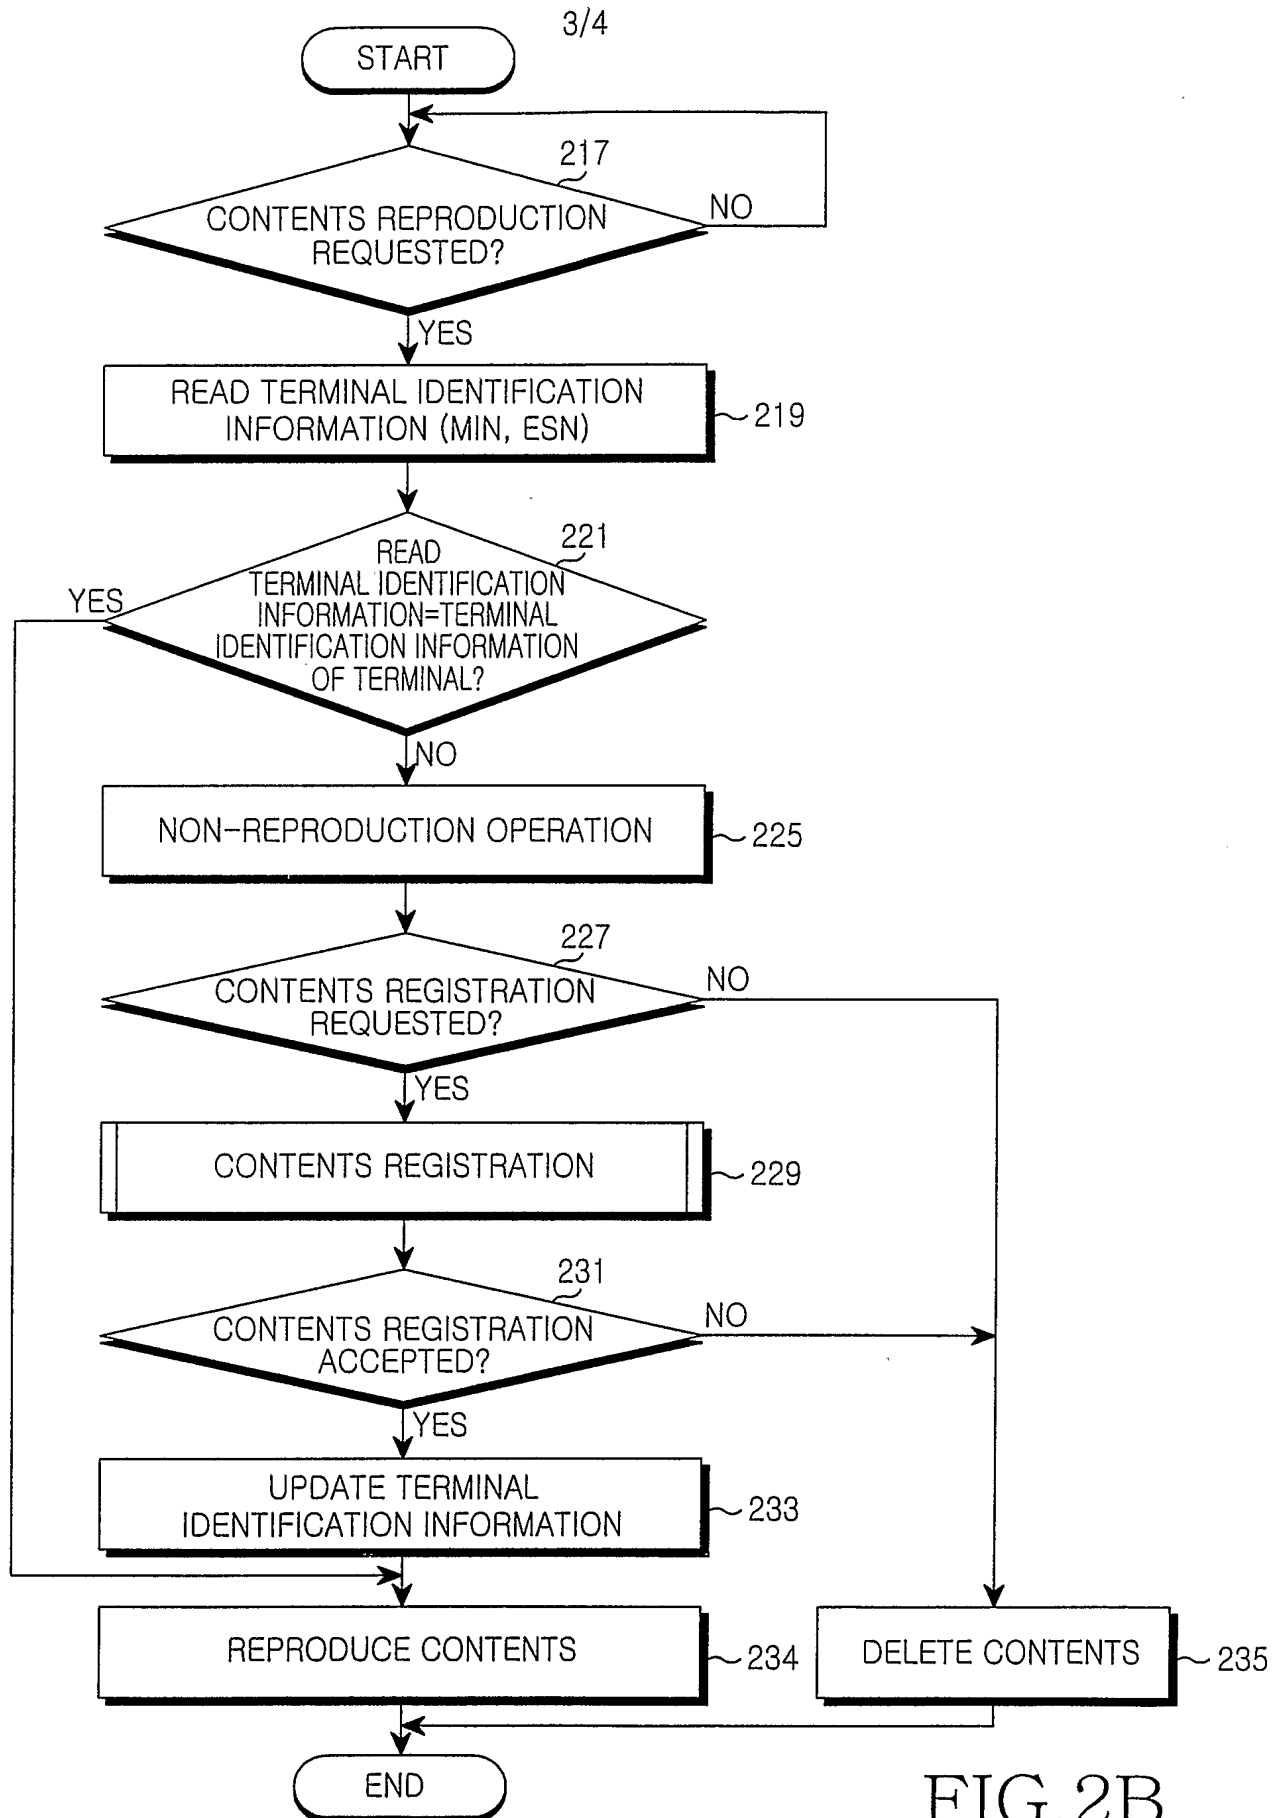 3/4
START
217
CONTENTS REPRODUCTION
REQUESTED?
NO
YES
READ TERMINAL IDENTIFICATION
INFORMATION (MIN, ESN)
219
221
READ
TERMINAL IDENTIFICATION
INFORMATION=TERMINAL
IDENTIFICATION INFORMATION
OF TERMINAL?
YES
NO
NON-REPRODUCTION OPERATION
225
227
CONTENTS REGISTRATION
REQUESTED?
NO
YES
CONTENTS REGISTRATION
229
231
CONTENTS REGISTRATION
ACCEPTED?
NO
YES
UPDATE TERMINAL
IDENTIFICATION INFORMATION
233
REPRODUCE CONTENTS
234
DELETE CONTENTS
235
END
FIG.2B